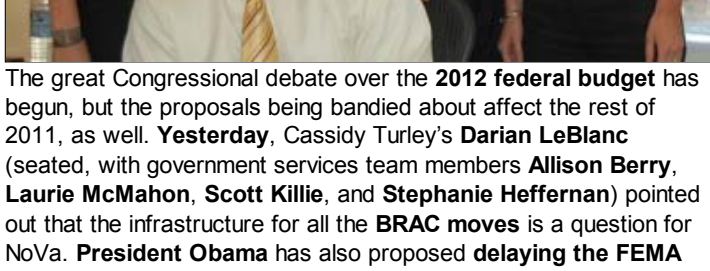 The great Congressional debate over the 2012 federal budget has
begun, but the proposals being bandied about affect the rest of
2011, as well. Yesterday, Cassidy Turley's Darian LeBlanc
(seated, with government services team members Allison Berry,
Laurie McMahon, Scott Killie, and Stephanie Heffernan) pointed
out that the infrastructure for all the BRAC moves is a question for
NoVa. President Obama has also proposed delaying the FEMA